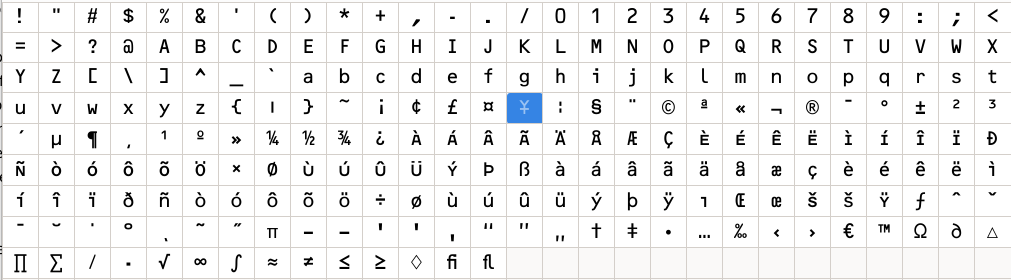 ! " # $ % & ' ( ) * + , - . / 0 1 2 3 4 5 6 7 8 9 : ; <
= > ? @ A B C D E F G H I J K L M N O P Q R S T U V W X
Y Z [ \ ] ^ _ ` a b c d e f g h i j k l m n o p q r s t
u v w x y z { | } ~ ¡ ¢ £ ¤ ¥ ¦ § ¨ © ª « ¬ ® ¯ ° ± ² ³
´ µ ¶ ¸ ¹ º » ¼ ½ ¾ ¿ À Á Â Ã Ä Å Æ Ç È É Ê Ë Ì Í Î Ï Ð
Ñ ò ó ô õ Ö × Ø ù ú û Ü Ý Þ ß à á â ã ä å æ ç è é ê ë ì
í î ï ð ñ ò ó ô õ ö ÷ ø ù ú û ü ý þ ÿ ı Œ œ š š Ÿ ƒ ˆ ˇ
ˉ ˘ ˙ ˚ ˛ ˜ ˝ π – — ' ' ‚ “ ” „ † ‡ • … ‰ ‹ › € ™ Ω ∂ ∆
∏ ∑ ⁄ ∙ √ ∞ ∫ ≈ ≠ ≤ ≥ ◊ fi fl